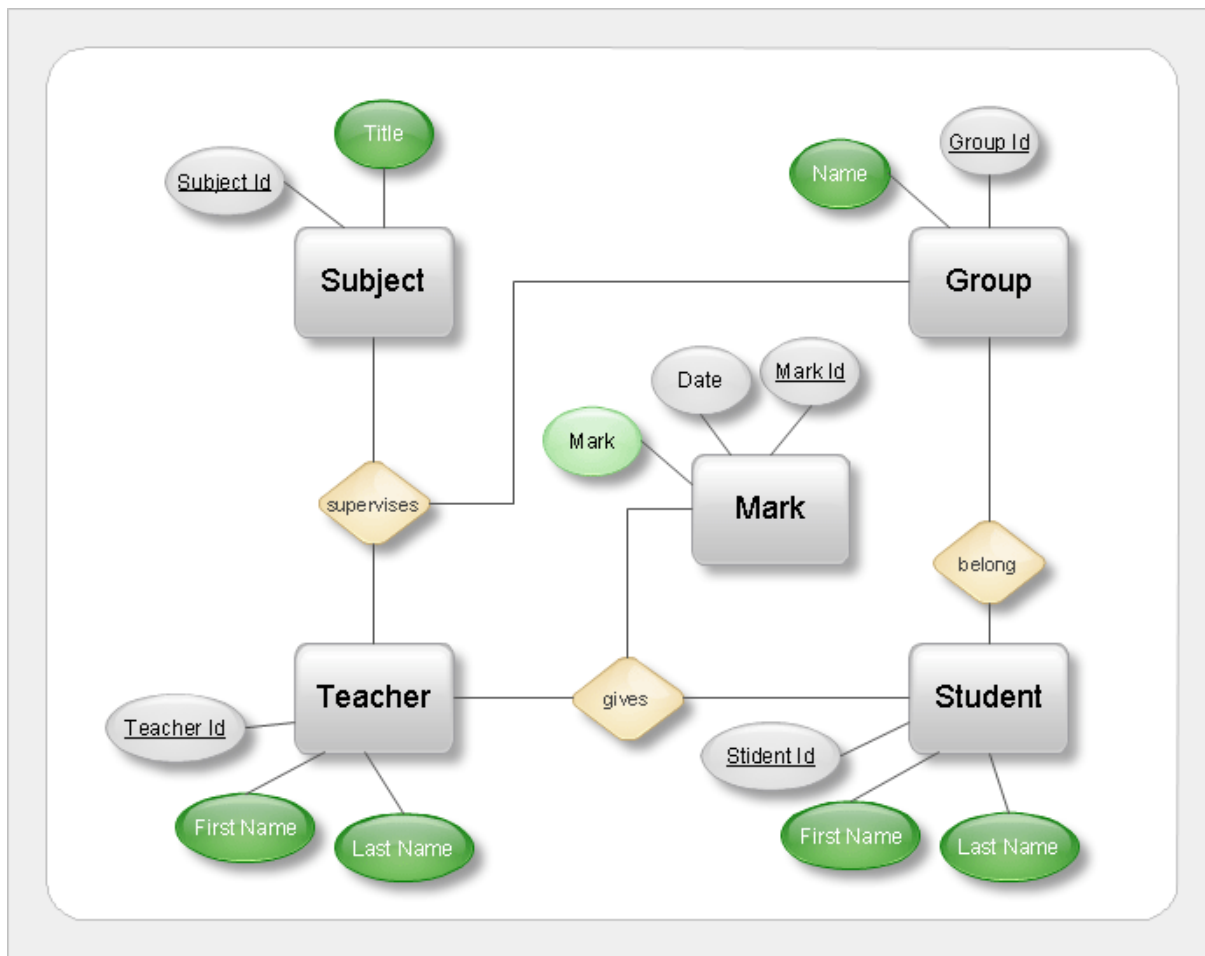 Title
Subject Id
Subject
Group Id
Name
Group
Date
Mark Id
Mark
Mark
supervises
belong
Teacher
gives
Student
Teacher Id
Stident Id
First Name
Last Name
First Name
Last Name